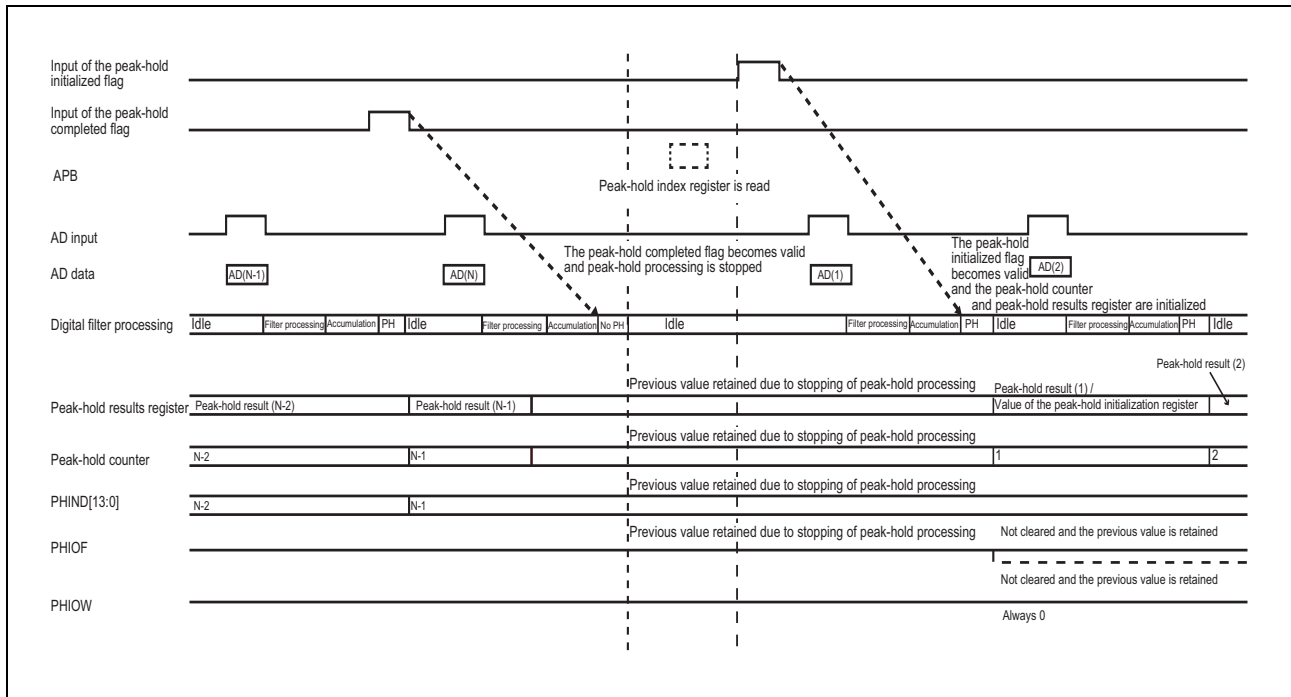 Input of the peak-hold
initialized flag
Input of the peak-hold
completed flag
APB
Peak-hold index register is read
AD input
The peak-hold completed flag becomes valid
and peak-hold processing is stopped
The peak-hold
initialized flag
becomes valid
and the peak-hold counter
and peak-hold results register are initialized
AD data
AD(N-1)
AD(N)
AD(1)
AD(2)
Digital filter processing
Idle
Filter processing
Accumulation
PH
Idle
Filter processing
Accumulation
No PH
Idle
Filter processing
Accumulation
PH
Idle
Filter processing
Accumulation
PH
Idle
Peak-hold result (2)
Previous value retained due to stopping of peak-hold processing
Peak-hold result (1) /
Peak-hold results register
Peak-hold result (N-2)
Peak-hold result (N-1)
Value of the peak-hold initialization register
Previous value retained due to stopping of peak-hold processing
Peak-hold counter
N-2
N-1
1
2
Previous value retained due to stopping of peak-hold processing
PHIND[13:0]
N-2
N-1
Previous value retained due to stopping of peak-hold processing
Not cleared and the previous value is retained
PHIOF
Not cleared and the previous value is retained
PHIOW
Always 0